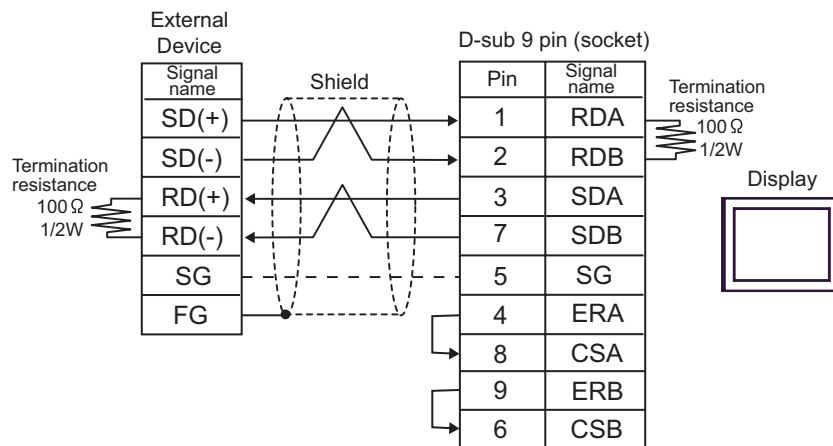 External
Device
D-sub 9 pin (socket)
Signal
name
Shield
Pin
Signal
name
Termination
resistance
100 Ω
1/2W
SD(+)
1
RDA
SD(-)
2
RDB
Termination
resistance
100 Ω
1/2W
RD(+)
3
SDA
Display
RD(-)
7
SDB
SG
5
SG
FG
4
ERA
8
CSA
9
ERB
6
CSB